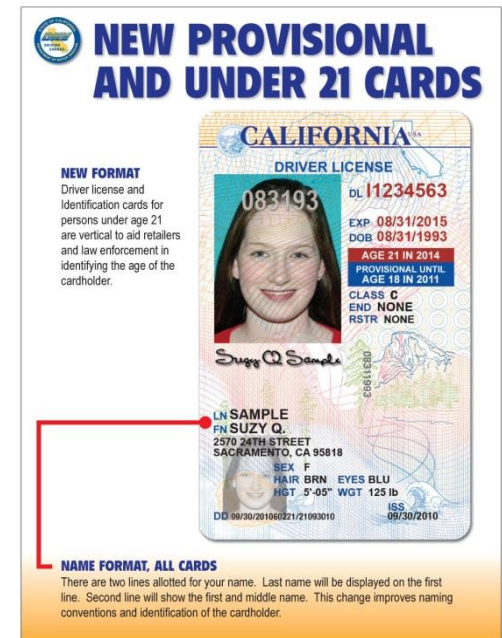 NEW PROVISIONAL
AND UNDER 21 CARDS
NEW FORMAT
Driver license and
Identification cards for
persons under age 21
are vertical to aid retailers
and law enforcement in
identifying the age of the
cardholder.
CALIFORNIA USA
DRIVER LICENSE
083193
DL I1234563
EXP 08/31/2015
DOB 08/31/1993
AGE 21 IN 2014
PROVISIONAL UNTIL
AGE 18 IN 2011
CLASS C
END NONE
RSTR NONE
Suzy Q Sample
08311993
LN SAMPLE
FN SUZY Q.
2570 24TH STREET
SACRAMENTO, CA 95818
SEX F
HAIR BRN EYES BLU
HGT 5'-05" WGT 125 lb
ISS
DD 09/30/201060221/21093010 09/30/2010
NAME FORMAT, ALL CARDS
There are two lines allotted for your name. Last name will be displayed on the first
line. Second line will show the first and middle name. This change improves naming
conventions and identification of the cardholder.